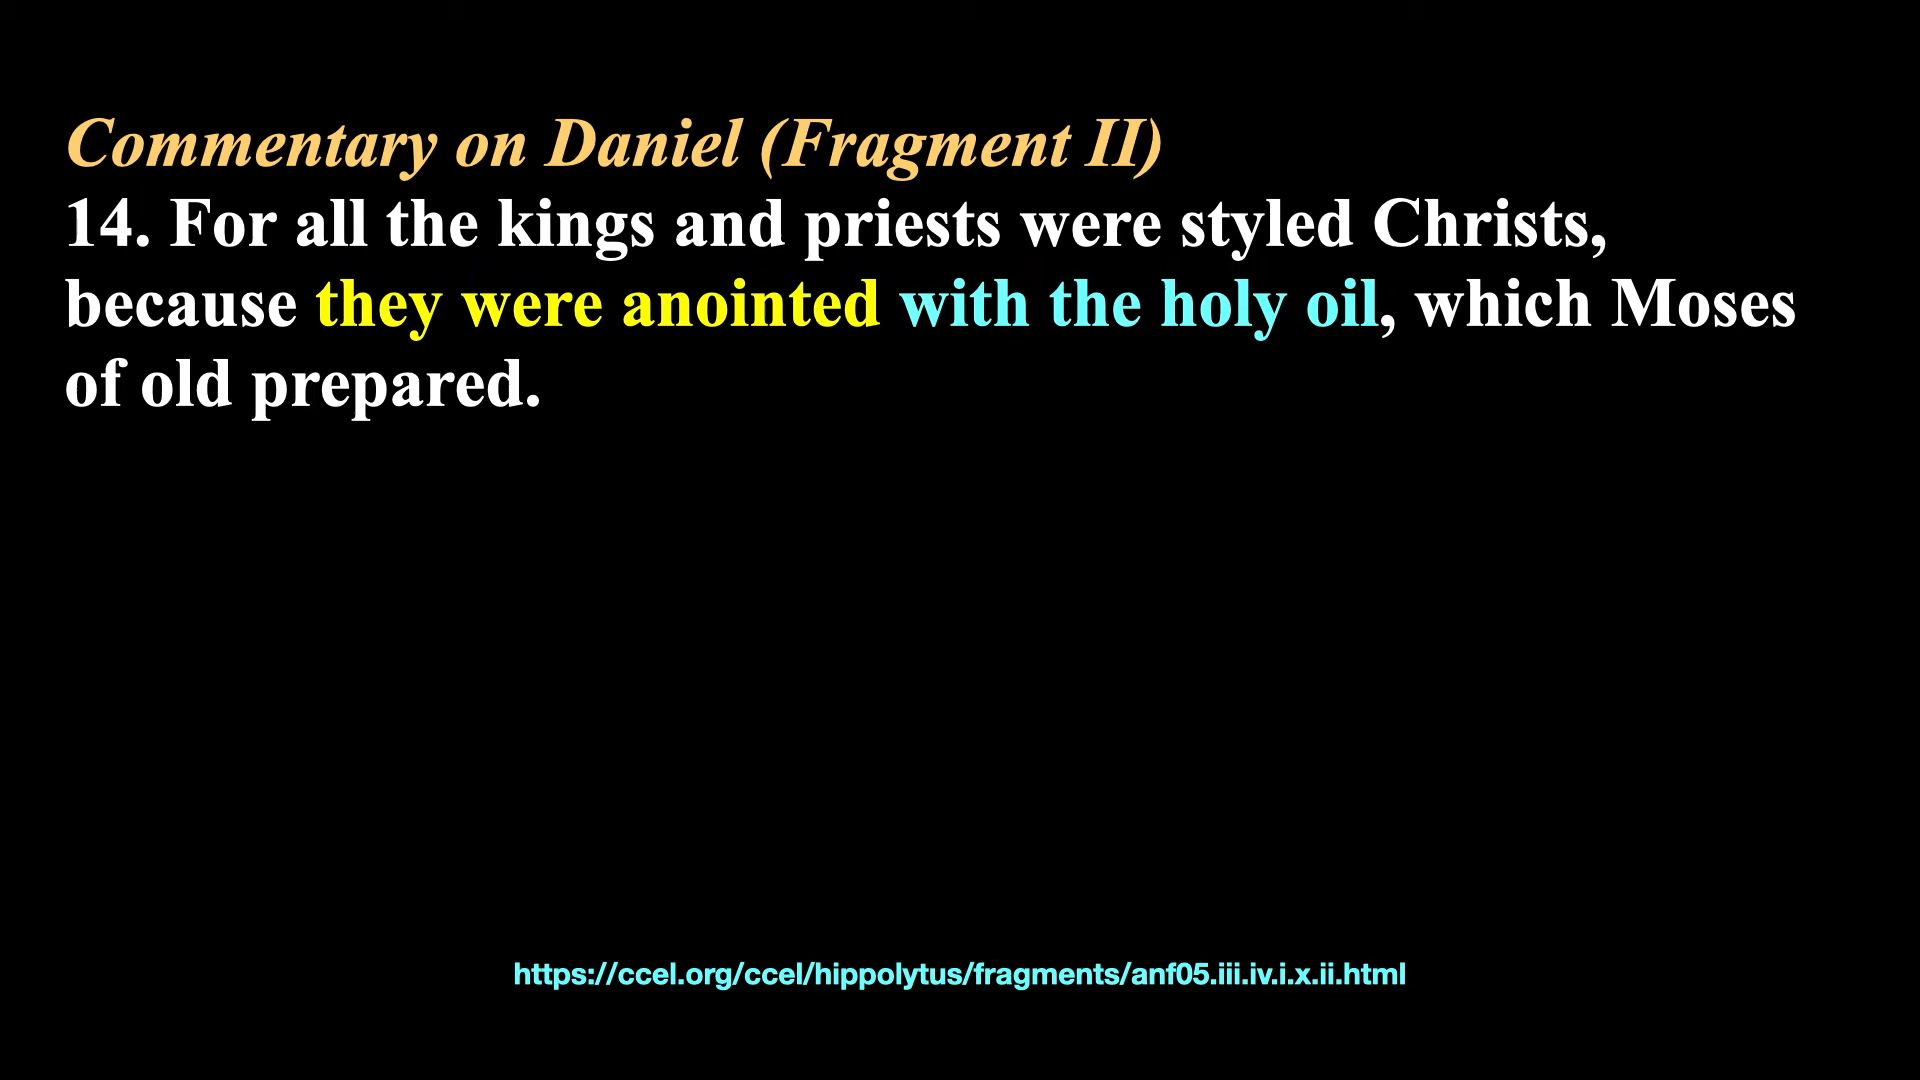 Commentary on Daniel (Fragment II)
14. For all the kings and priests were styled Christs,
because they were anointed with the holy oil, which Moses
of old prepared.
https://ccel.org/ccel/hippolytus/fragments/anf05.iii.iv.i.x.ii.html